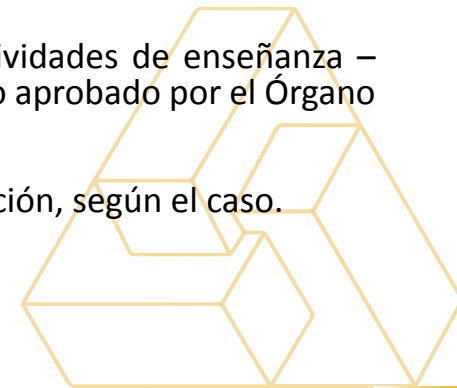 ividades de enseñanza –
o aprobado por el Órgano
ción, según el caso.